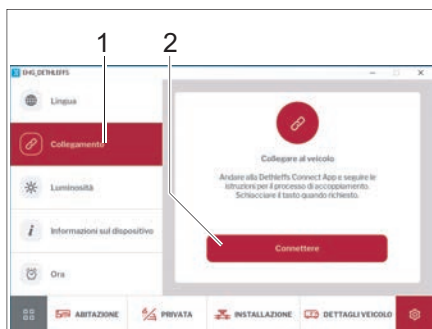 1
2
EHG_DETHLEFFS
Lingua
Collegamento
Luminosità
Informazioni sul dispositivo
Ora
Collegare al veicolo
Andare alla Dethleffs Connect App e seguire le
istruzioni per il processo di accoppiamento.
Schiacciare il tasto quando richiesto.
Connettere
ABITAZIONE
PRIVATA
INSTALLAZIONE
DETTAGLI VEICOLO